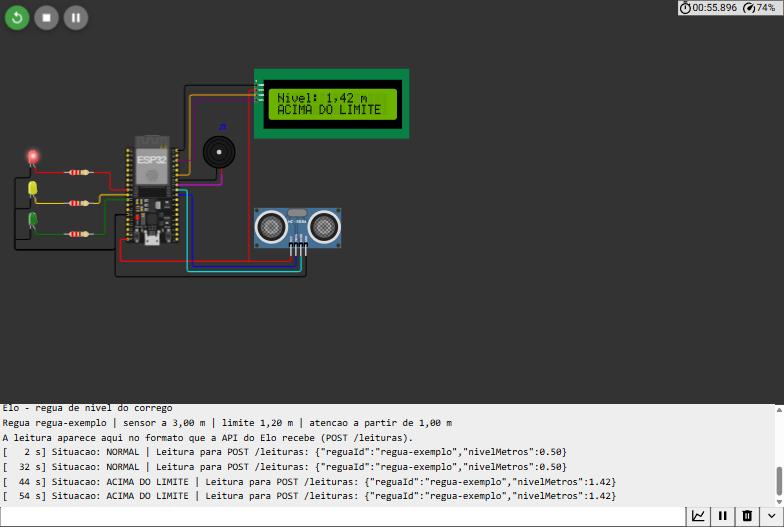 00:55.896 74%
Nivel: 1,42 m
ACIMA DO LIMITE
ESP32
HC-SR04
Elo - regua de nivel do corrego
Regua regua-exemplo | sensor a 3,00 m | limite 1,20 m | atencao a partir de 1,00 m
A leitura aparece aqui no formato que a API do Elo recebe (POST /leituras).
[   2 s] Situacao: NORMAL | Leitura para POST /leituras: {"reguaId":"regua-exemplo","nivelMetros":0.50}
[  32 s] Situacao: NORMAL | Leitura para POST /leituras: {"reguaId":"regua-exemplo","nivelMetros":0.50}
[  44 s] Situacao: ACIMA DO LIMITE | Leitura para POST /leituras: {"reguaId":"regua-exemplo","nivelMetros":1.42}
[  54 s] Situacao: ACIMA DO LIMITE | Leitura para POST /leituras: {"reguaId":"regua-exemplo","nivelMetros":1.42}